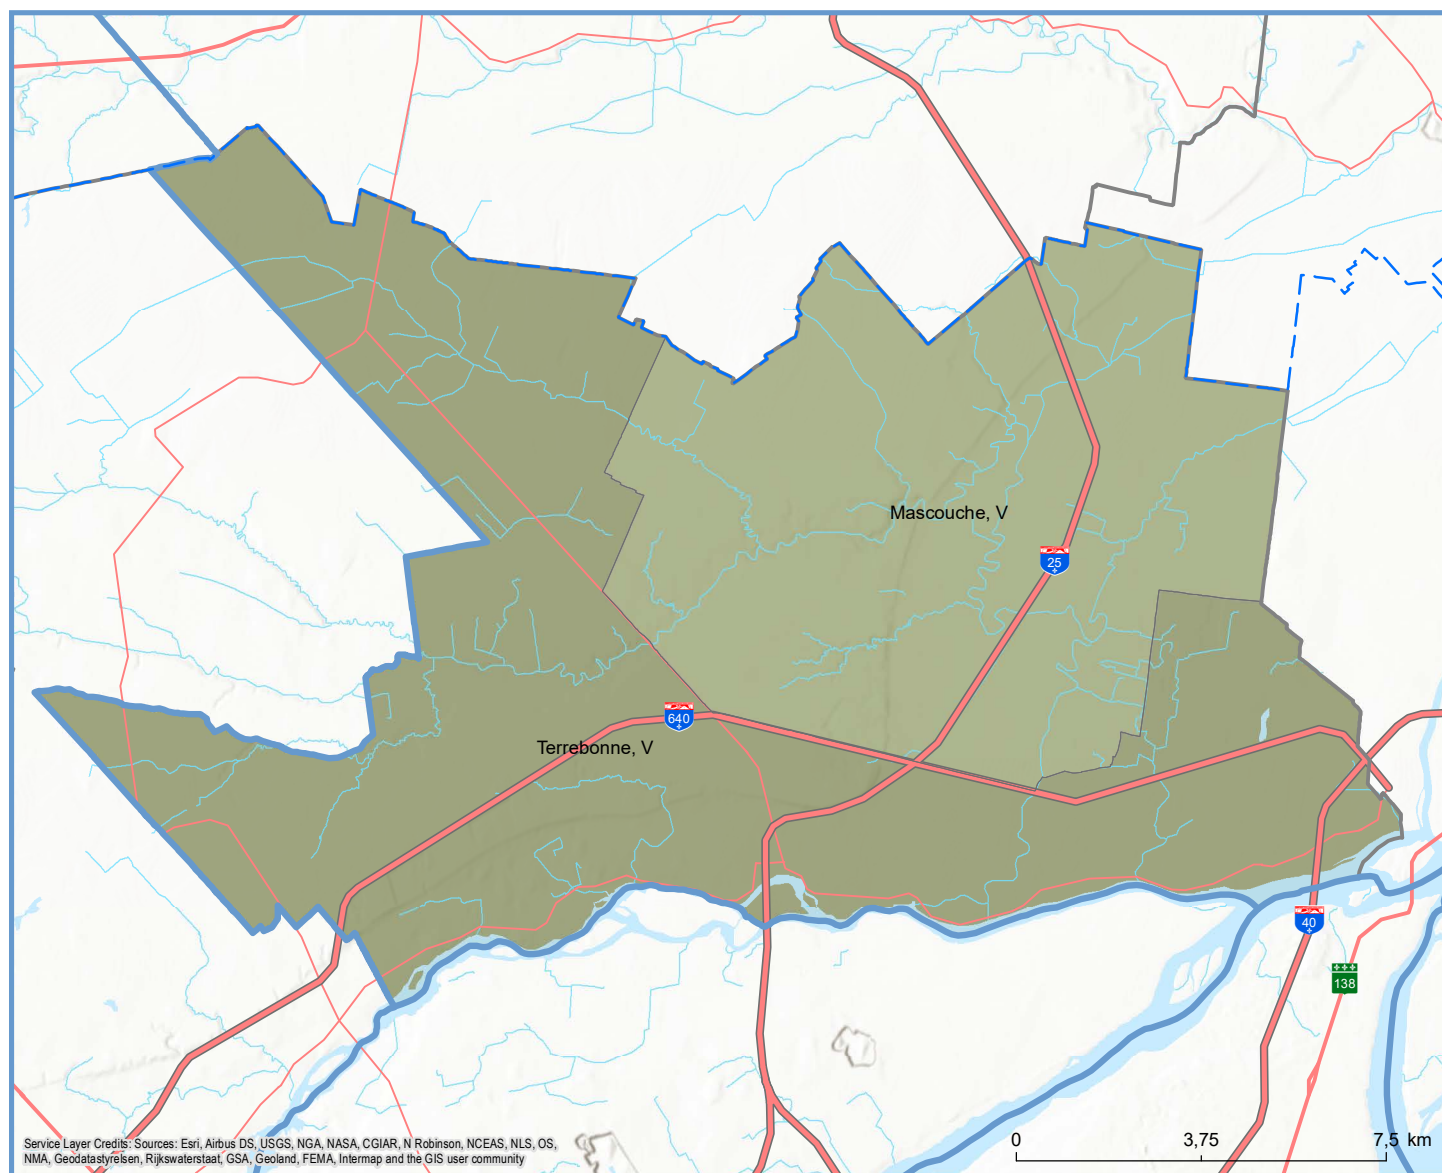 Mascouche, V
25
640
Terrebonne, V
40
138
0 3,75 7,5 km
Service Layer Credits: Sources: Esri, Airbus DS, USGS, NGA, NASA, CGIAR, N Robinson, NCEAS, NLS, OS,
NMA, Geodatastyrelsen, Rijkswaterstaat, GSA, Geoland, FEMA, Intermap and the GIS user community